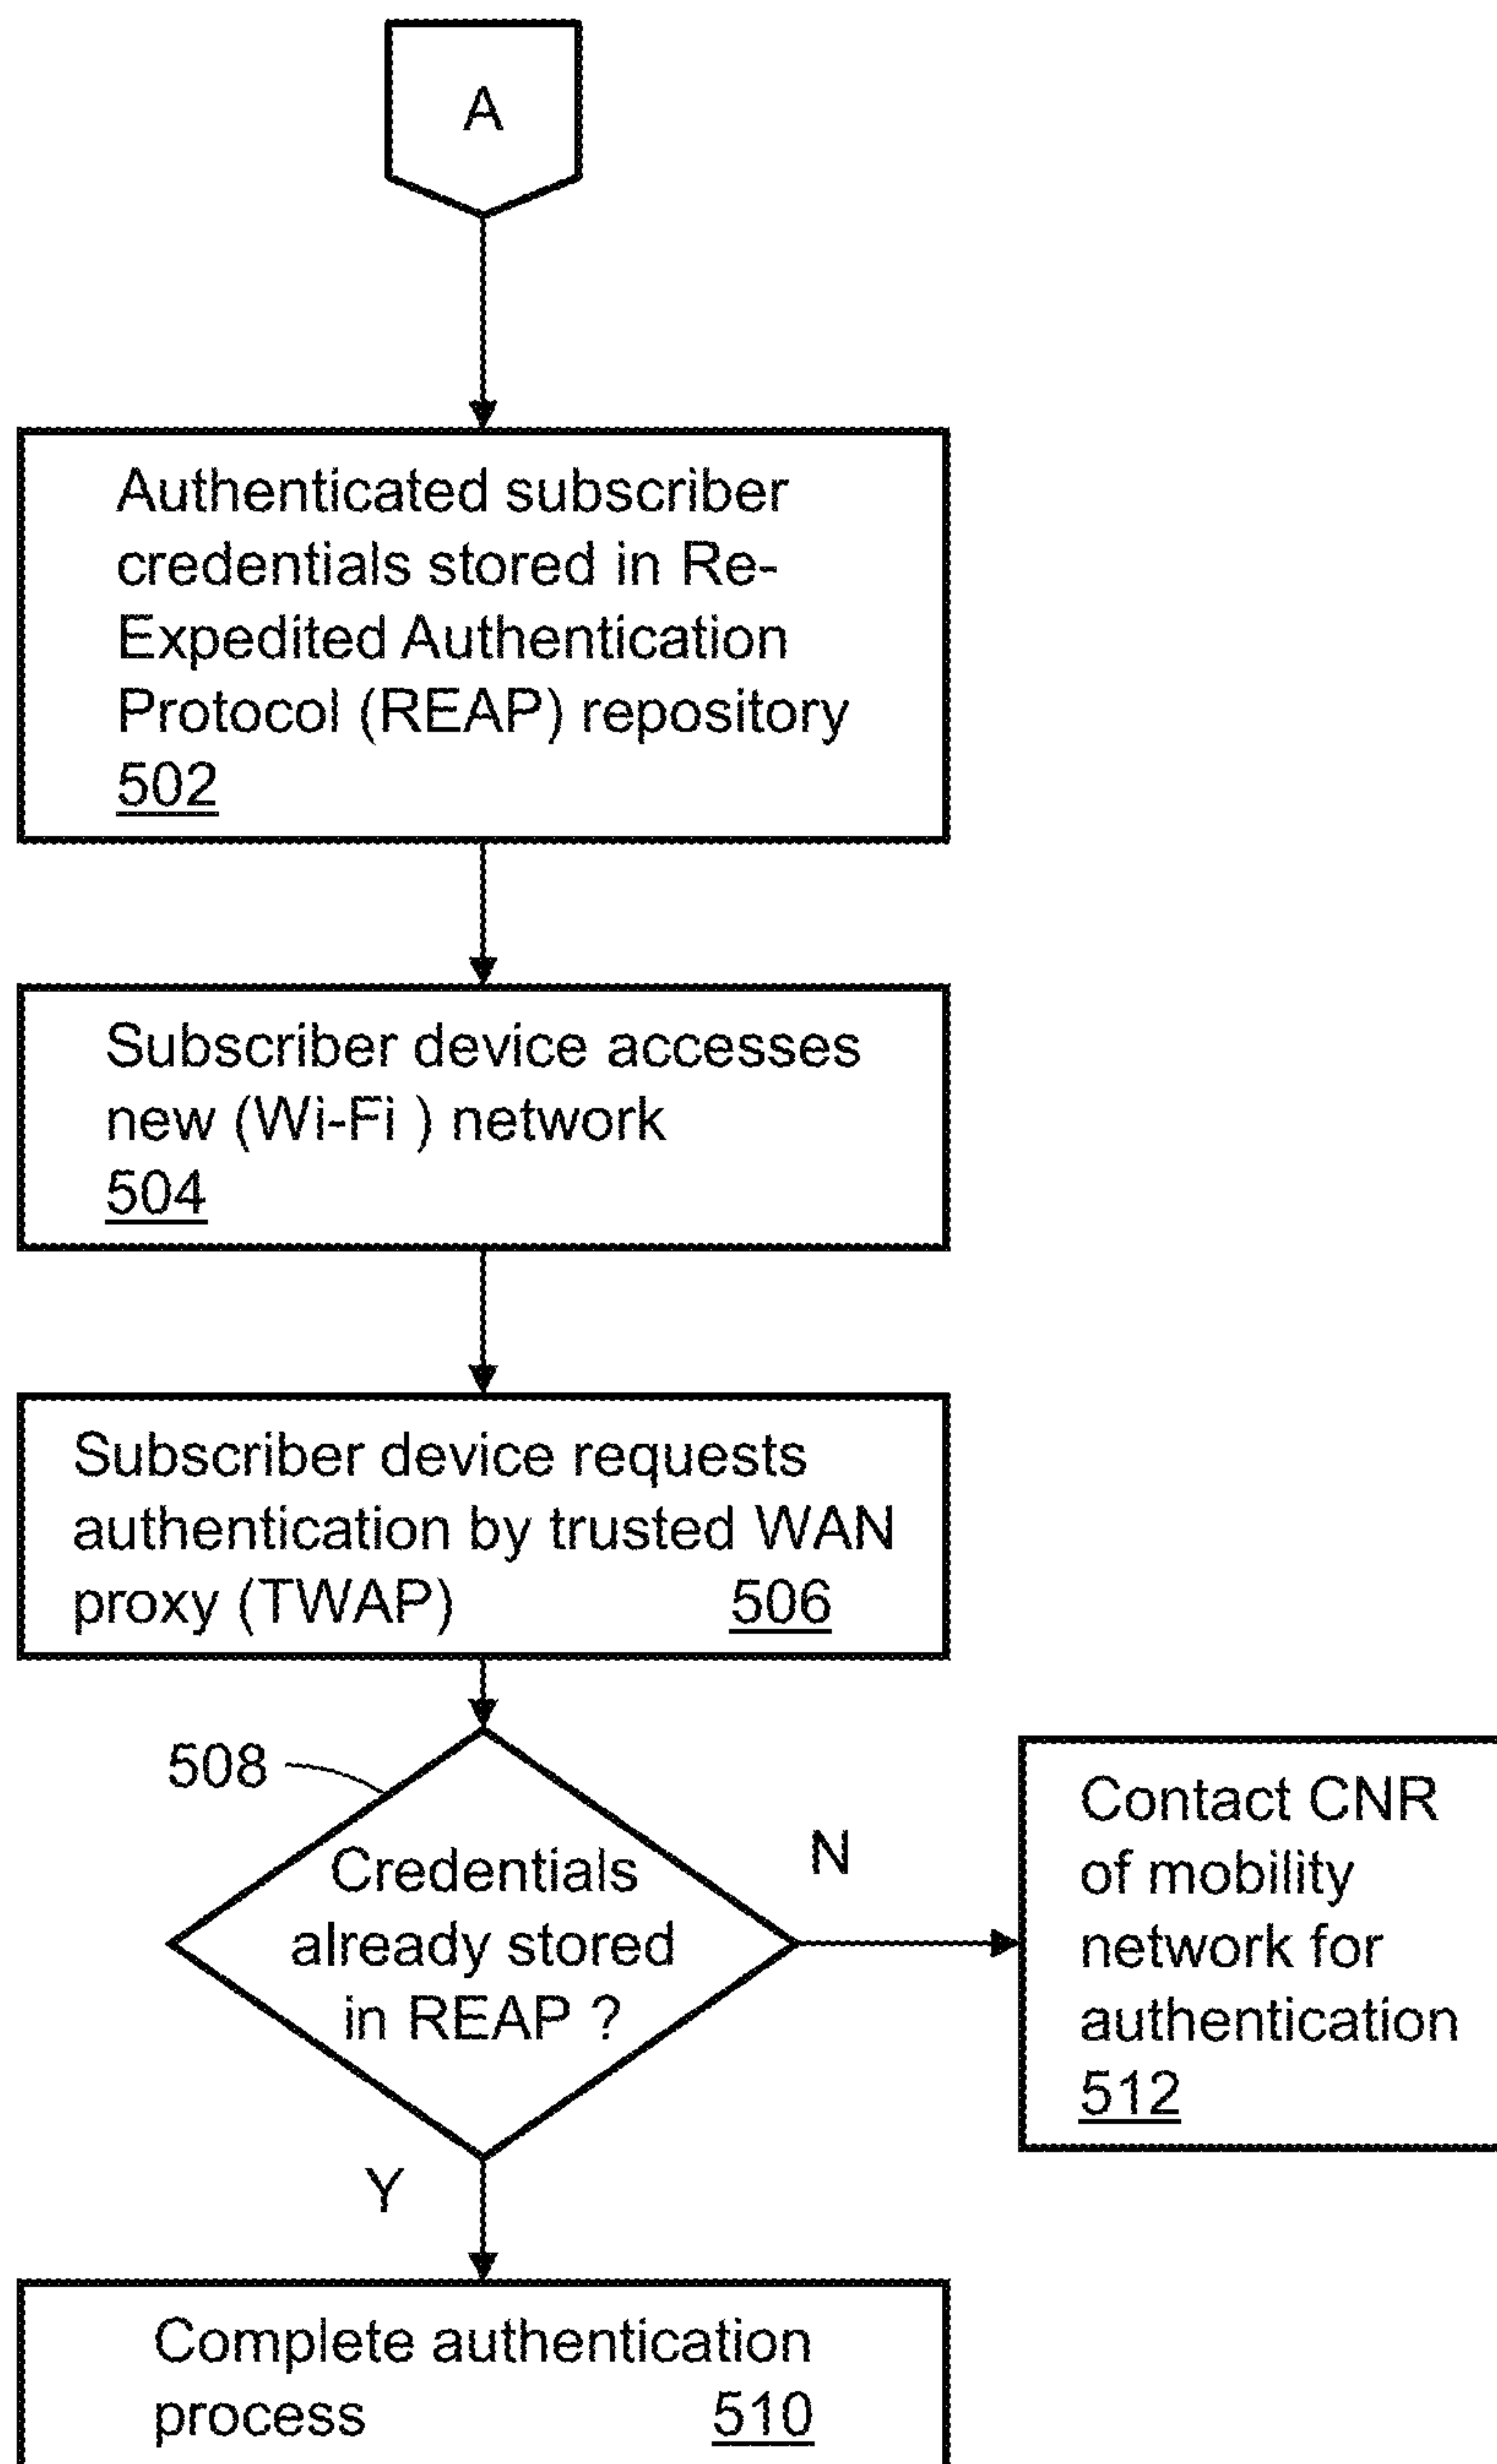 A
Authenticated subscriber
credentials stored in Re-
Expedited Authentication
Protocol (REAP) repository
502
Subscriber device accesses
new (Wi-Fi ) network
504
Subscriber device requests
authentication by trusted WAN
proxy (TWAP) 506
508
Credentials
already stored
in REAP ?
N
Contact CNR
of mobility
network for
authentication
512
Y
Complete authentication
process 510